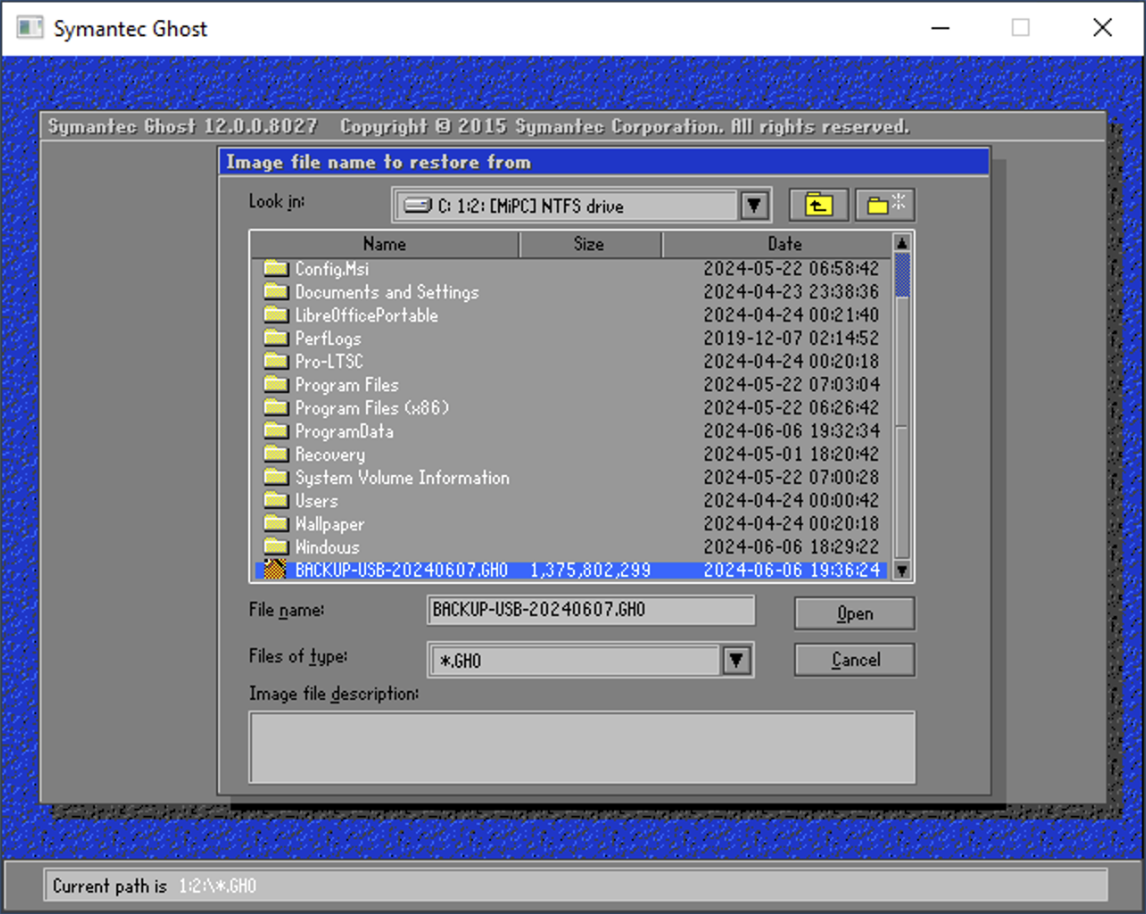 Symantec Ghost
Symantec Ghost 12.0.0.8027 Copyright © 2015 Symantec Corporation. All rights reserved.
Image file name to restore from
Look in: C: 1:2: [MiPC] NTFS drive
Name Size Date
Config.Msi 2024-05-22 06:58:42
Documents and Settings 2024-04-23 23:38:36
LibreOfficePortable 2024-04-24 00:21:40
PerfLogs 2019-12-07 02:14:52
Pro-LTSC 2024-04-24 00:20:18
Program Files 2024-05-22 07:03:04
Program Files (x86) 2024-05-22 06:26:42
ProgramData 2024-06-06 19:32:34
Recovery 2024-05-01 18:20:42
System Volume Information 2024-05-22 07:00:28
Users 2024-04-24 00:00:42
Wallpaper 2024-04-24 00:20:18
Windows 2024-06-06 18:29:22
BACKUP-USB-20240607.GHO 1,375,802,299 2024-06-06 19:36:24
File name: BACKUP-USB-20240607.GHO Open
Files of type: *.GHO Cancel
Image file description:
Current path is 1:2:\*.GHO